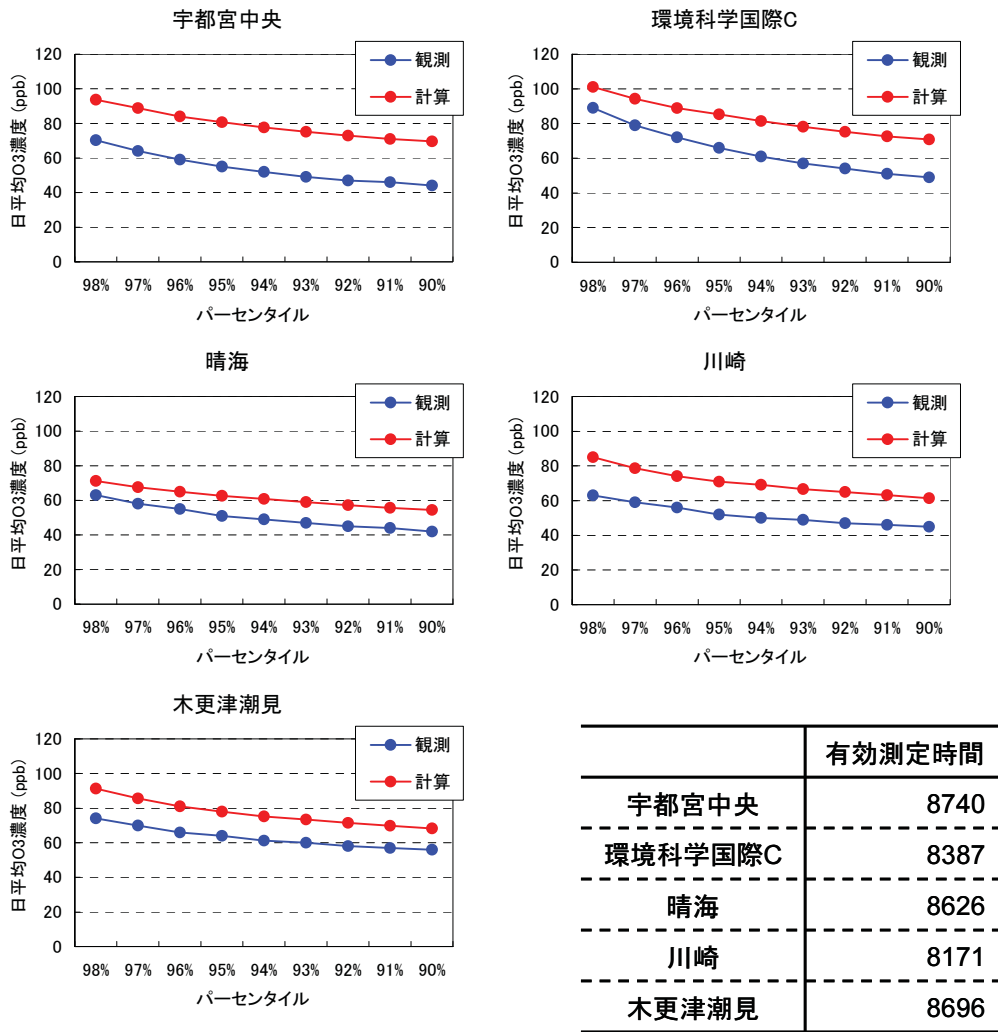 宇都宮中央
日平均O3濃度 (ppb)
120
100
80
60
40
20
0
観測
計算
98% 97% 96% 95% 94% 93% 92% 91% 90%
パーセンタイル
環境科学国際C
日平均O3濃度 (ppb)
120
100
80
60
40
20
0
観測
計算
98% 97% 96% 95% 94% 93% 92% 91% 90%
パーセンタイル
晴海
日平均O3濃度 (ppb)
120
100
80
60
40
20
0
観測
計算
98% 97% 96% 95% 94% 93% 92% 91% 90%
パーセンタイル
川崎
日平均O3濃度 (ppb)
120
100
80
60
40
20
0
観測
計算
98% 97% 96% 95% 94% 93% 92% 91% 90%
パーセンタイル
木更津潮見
日平均O3濃度 (ppb)
120
100
80
60
40
20
0
観測
計算
98% 97% 96% 95% 94% 93% 92% 91% 90%
パーセンタイル
有効測定時間
宇都宮中央 8740
環境科学国際C 8387
晴海 8626
川崎 8171
木更津潮見 8696